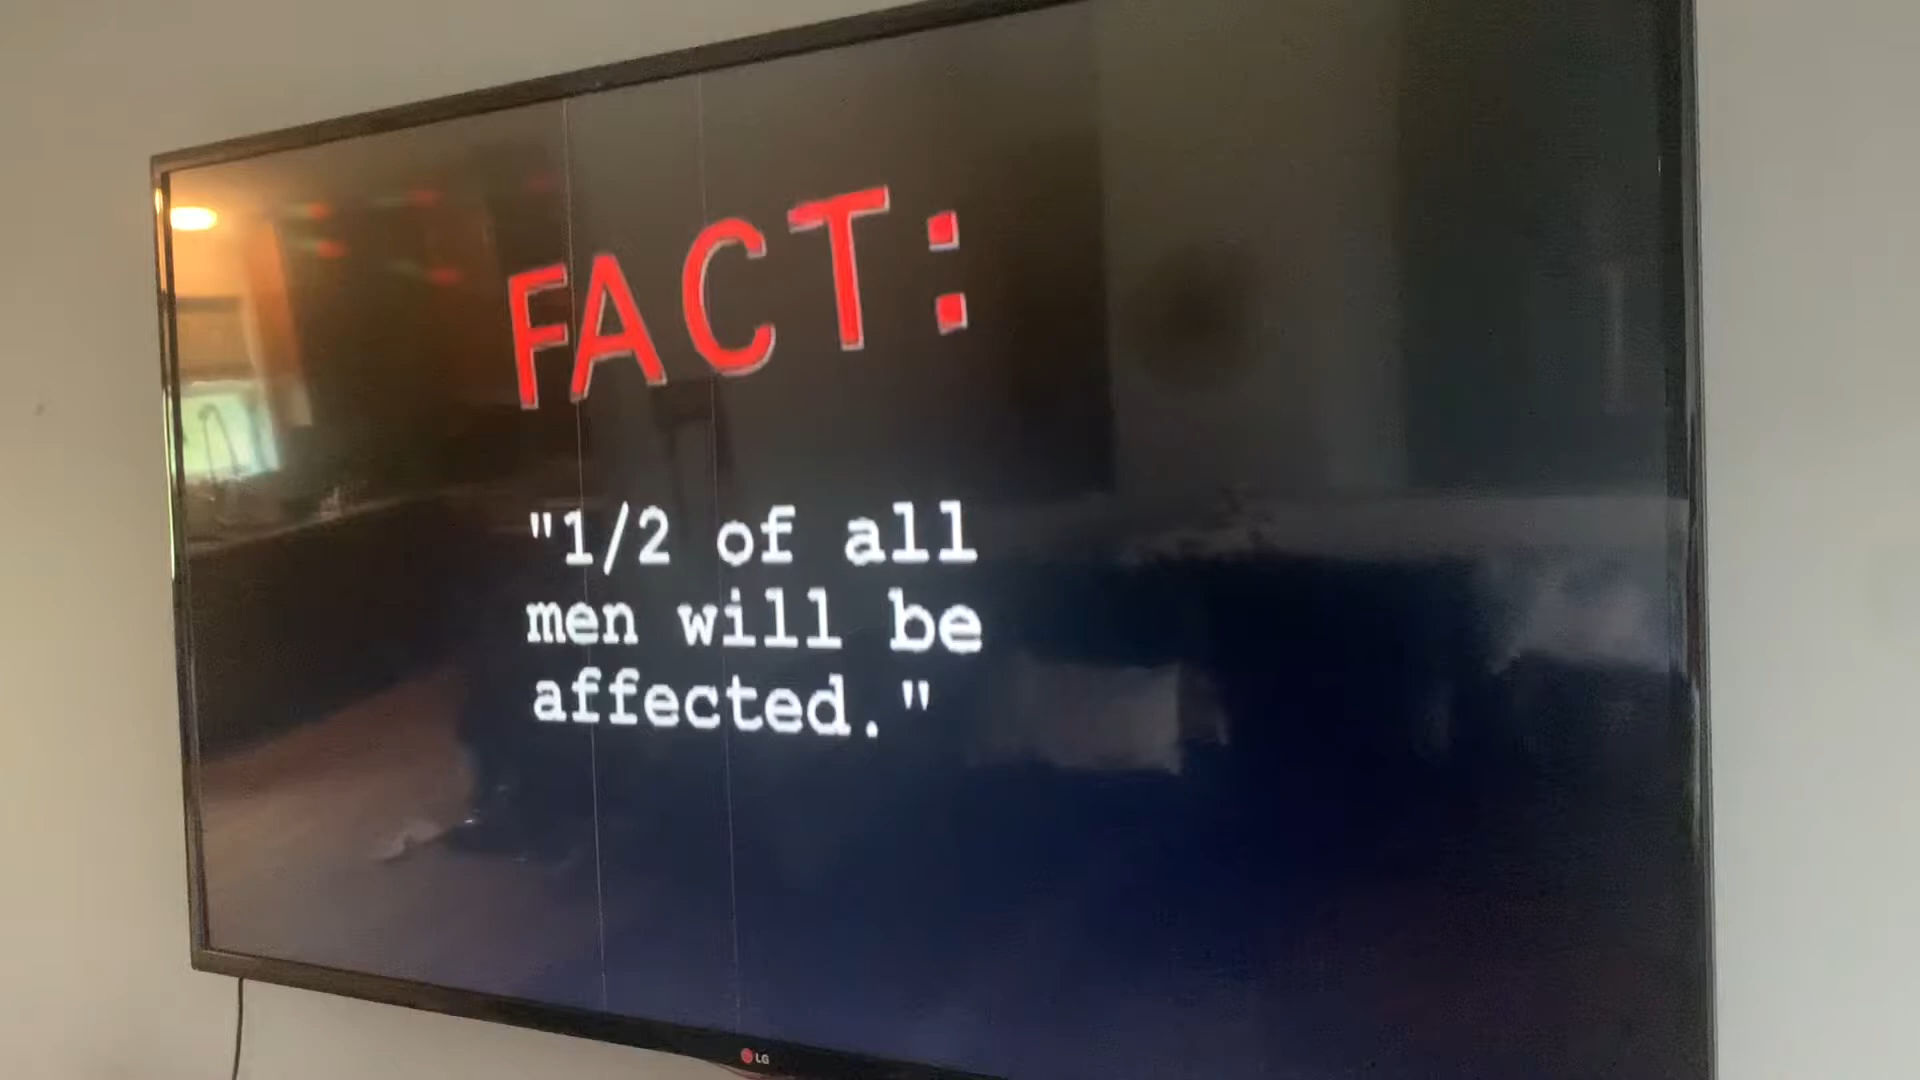 FACT:
"1/2 of all
men will be
affected."
LG